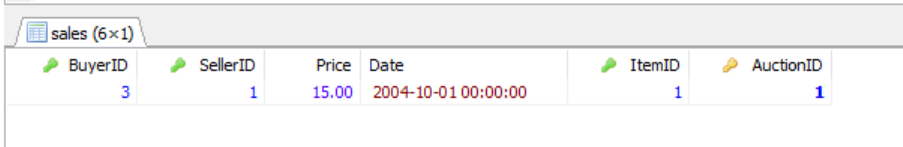 sales (6×1)
BuyerID SellerID Price Date ItemID AuctionID
3 1 15.00 2004-10-01 00:00:00 1 1